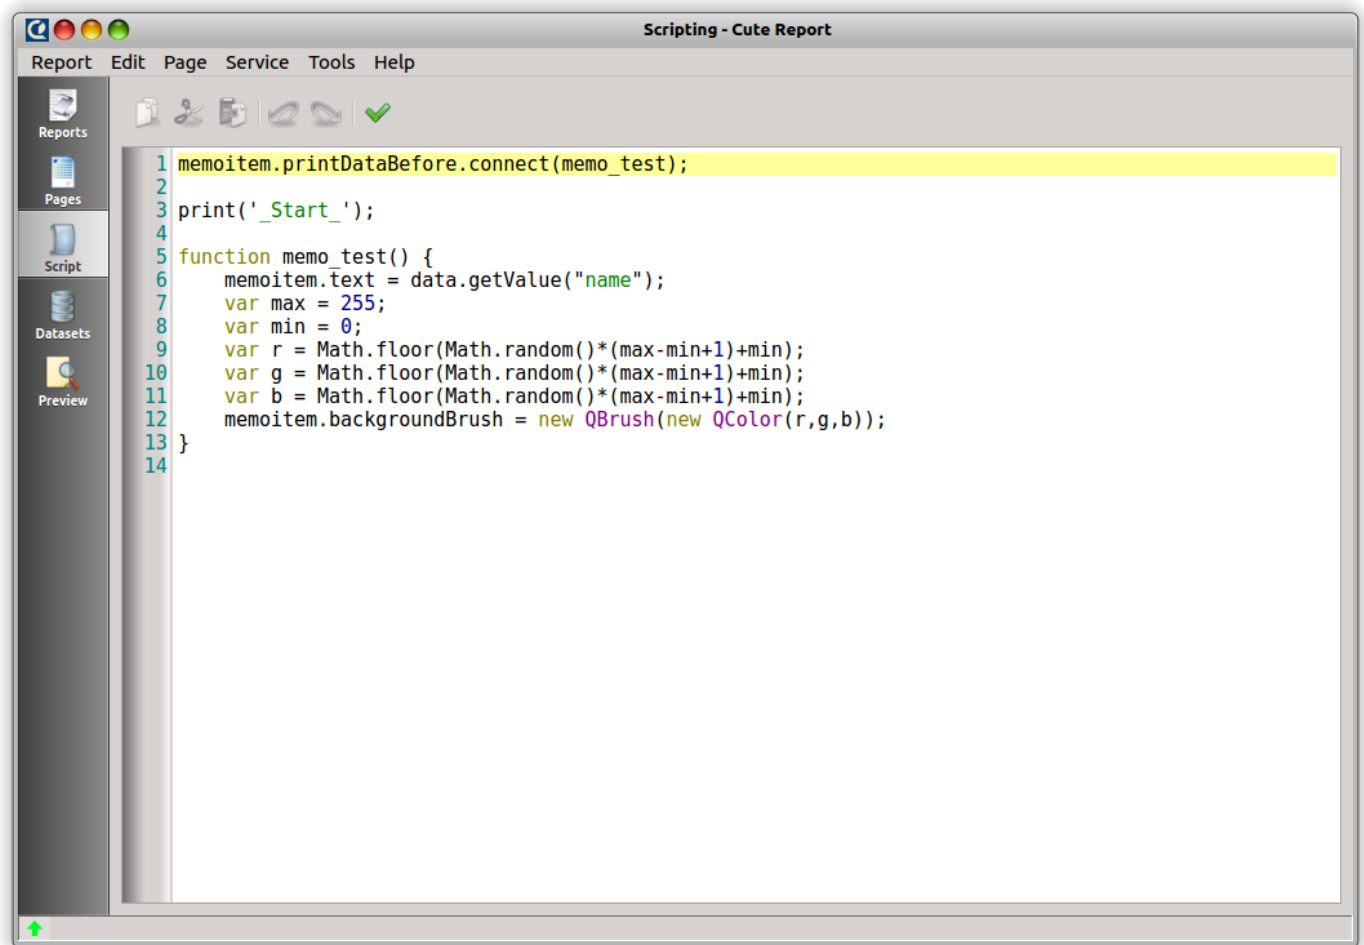 Scripting - Cute Report
Report Edit Page Service Tools Help
Reports
Pages
Script
Datasets
Preview
1 memoitem.printDataBefore.connect(memo_test);
2
3 print('_Start_');
4
5 function memo_test() {
6     memoitem.text = data.getValue("name");
7     var max = 255;
8     var min = 0;
9     var r = Math.floor(Math.random()*(max-min+1)+min);
10     var g = Math.floor(Math.random()*(max-min+1)+min);
11     var b = Math.floor(Math.random()*(max-min+1)+min);
12     memoitem.backgroundBrush = new QBrush(new QColor(r,g,b));
13 }
14